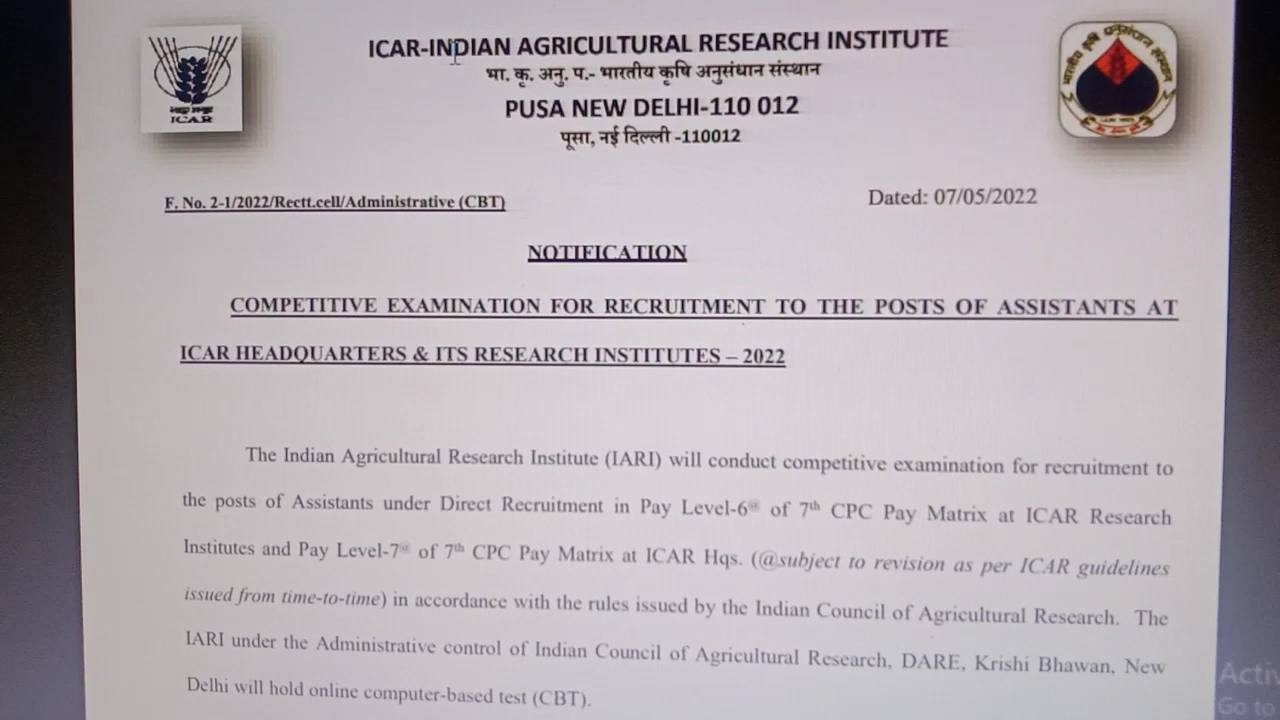 ICAR-INDIAN AGRICULTURAL RESEARCH INSTITUTE
भा. कृ. अनु. प.- भारतीय कृषि अनुसंधान संस्थान
PUSA NEW DELHI-110 012
पूसा, नई दिल्ली -110012
ICAR
F. No. 2-1/2022/Rectt.cell/Administrative (CBT)
Dated: 07/05/2022
NOTIFICATION
COMPETITIVE EXAMINATION FOR RECRUITMENT TO THE POSTS OF ASSISTANTS AT
ICAR HEADQUARTERS & ITS RESEARCH INSTITUTES – 2022
The Indian Agricultural Research Institute (IARI) will conduct competitive examination for recruitment to
the posts of Assistants under Direct Recruitment in Pay Level-6@ of 7th CPC Pay Matrix at ICAR Research
Institutes and Pay Level-7@ of 7th CPC Pay Matrix at ICAR Hqs. (@subject to revision as per ICAR guidelines
issued from time-to-time) in accordance with the rules issued by the Indian Council of Agricultural Research. The
IARI under the Administrative control of Indian Council of Agricultural Research, DARE, Krishi Bhawan, New
Delhi will hold online computer-based test (CBT).
Activ
Go to